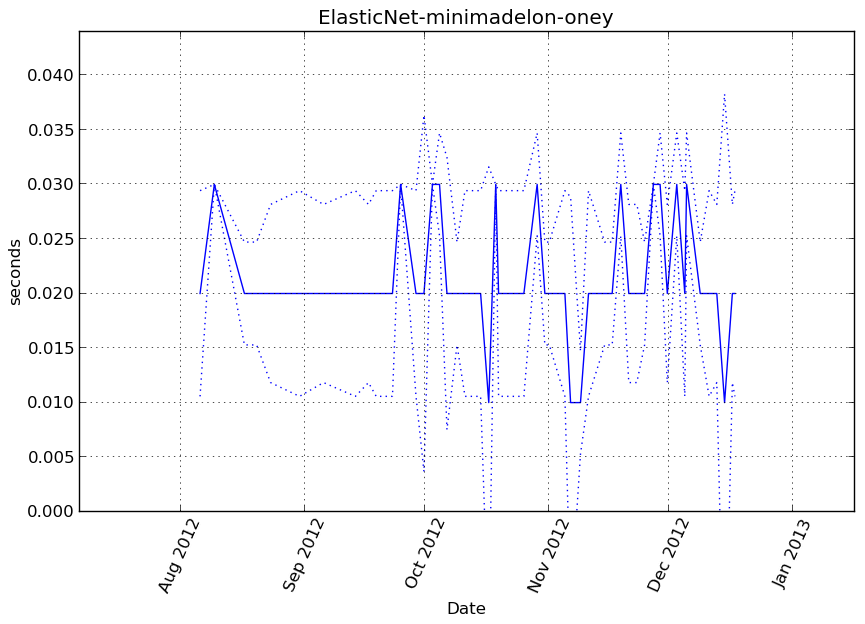 ElasticNet-minimadelon-oney
seconds
0.040
0.035
0.030
0.025
0.020
0.015
0.010
0.005
0.000
Aug 2012
Sep 2012
Oct 2012
Nov 2012
Dec 2012
Jan 2013
Date